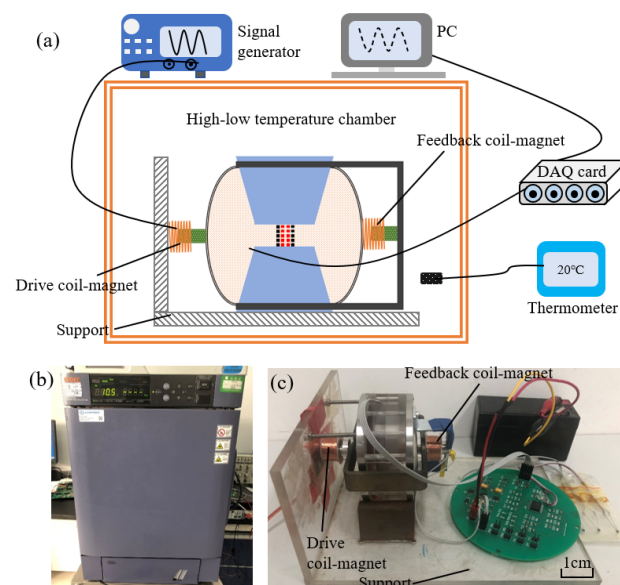 (a)
Signal
generator
PC
High-low temperature chamber
Feedback coil-magnet
DAQ card
Drive coil-magnet
20°C
Thermometer
Support
(b)
(c)
Feedback coil-magnet
Drive
coil-magnet
Support
1cm